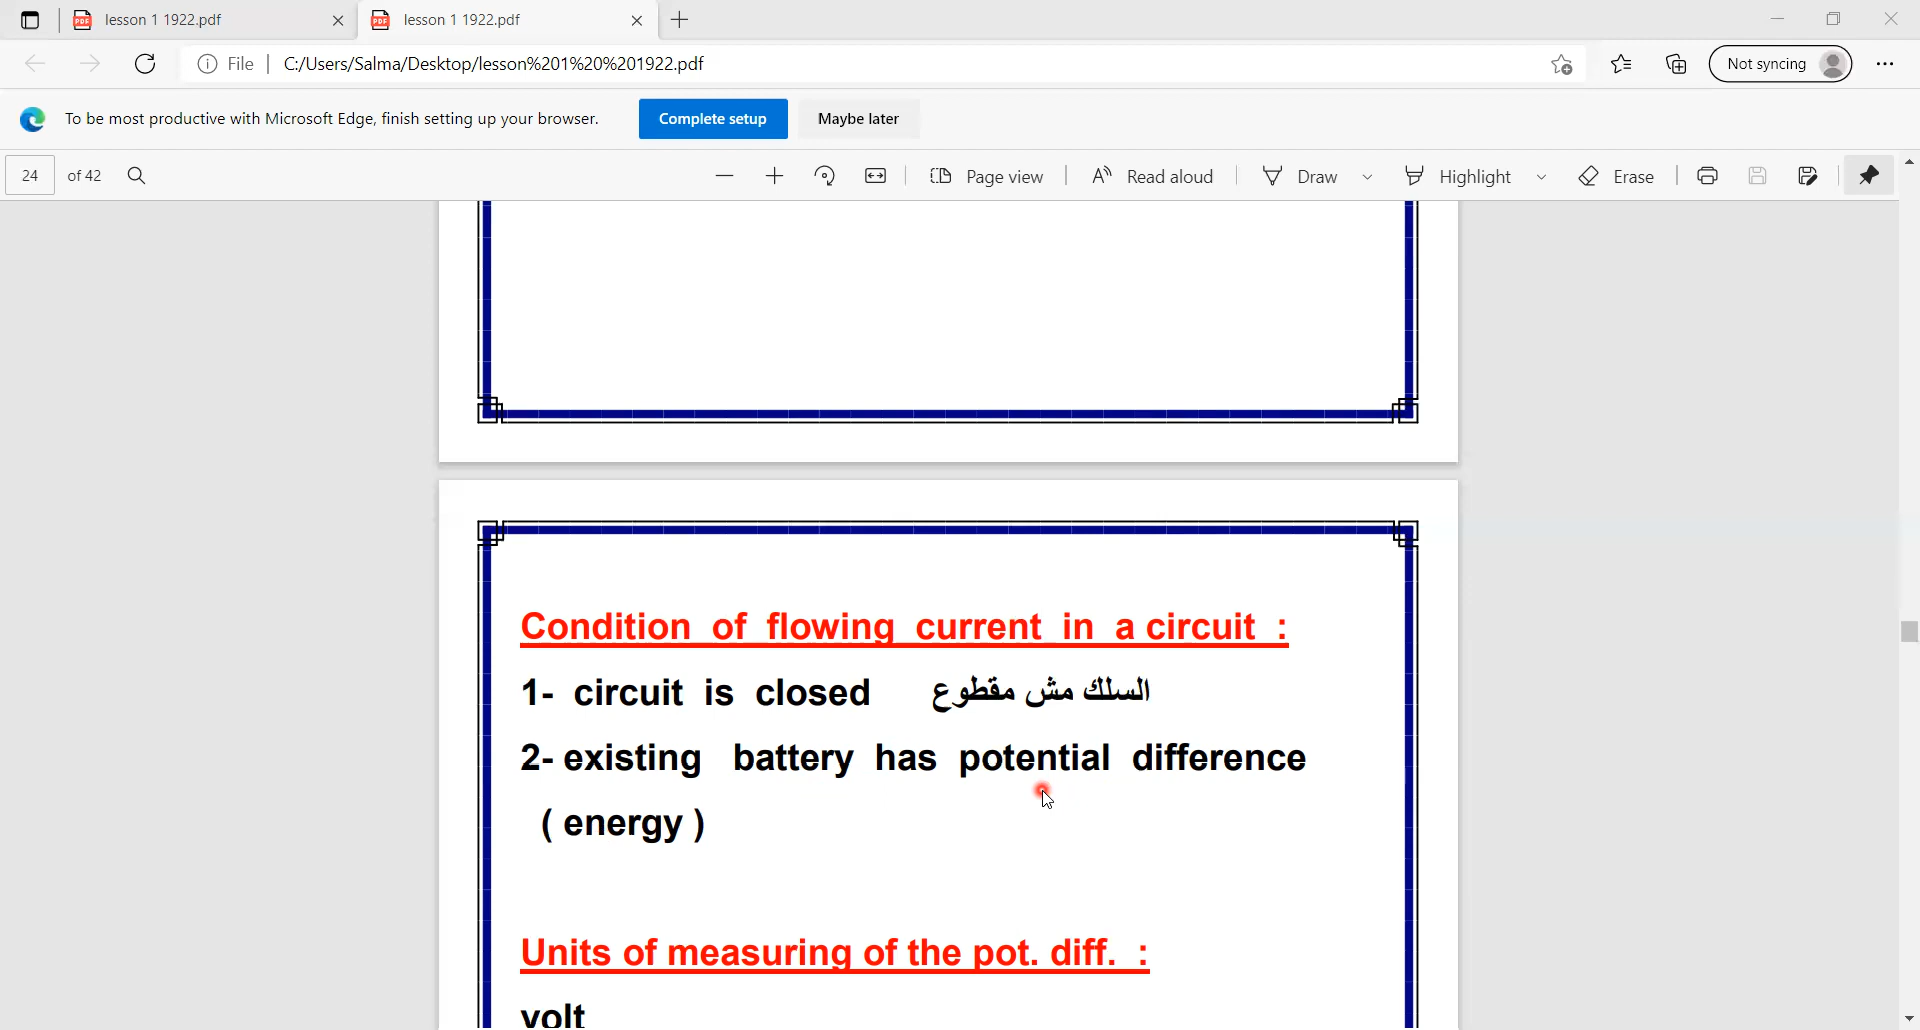 lesson 1 1922.pdf
lesson 1 1922.pdf
File
C:/Users/Salma/Desktop/lesson%201%20%201922.pdf
Not syncing
To be most productive with Microsoft Edge, finish setting up your browser.
Complete setup
Maybe later
24 of 42
Page view
Read aloud
Draw
Highlight
Erase
Condition of flowing current in a circuit :
1- circuit is closed السلك مش مقطوع
2- existing battery has potential difference
( energy )
Units of measuring of the pot. diff. :
volt